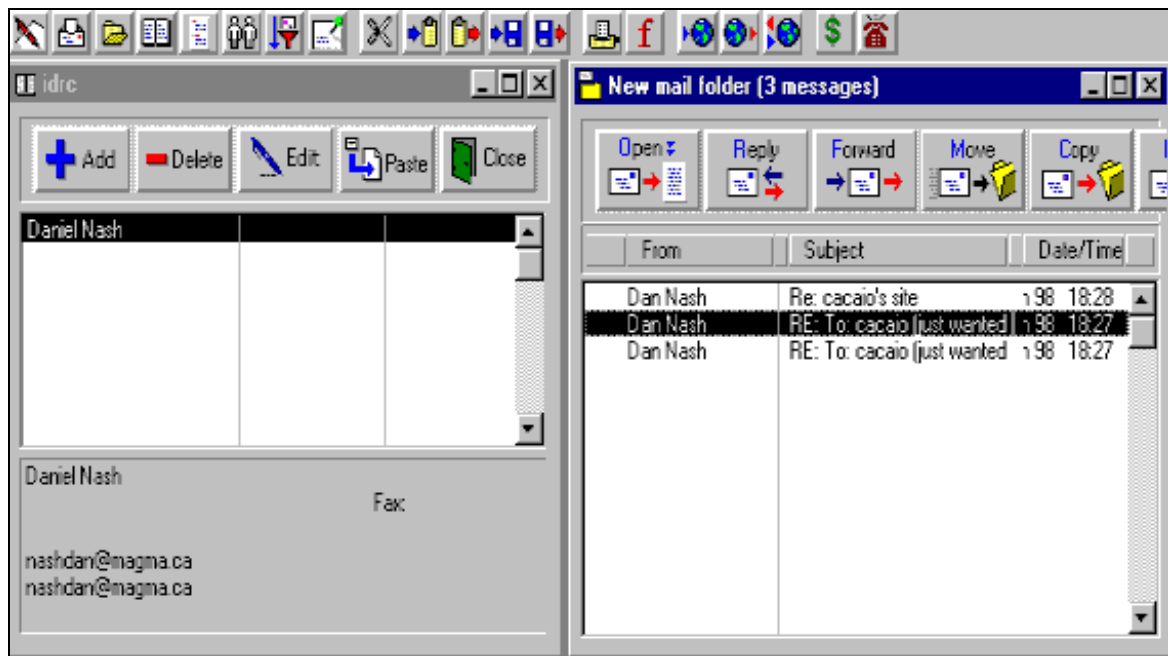 idrc
Add Delete Edit Paste Close
Daniel Nash
Daniel Nash
Fax:
nashdan@magma.ca
nashdan@magma.ca
New mail folder (3 messages)
Open Reply Forward Move Copy
From Subject Date/Time
Dan Nash Re: cacaio's site 98 18:28
Dan Nash RE: To: cacaio (just wanted 98 18:27
Dan Nash RE: To: cacaio (just wanted 98 18:27